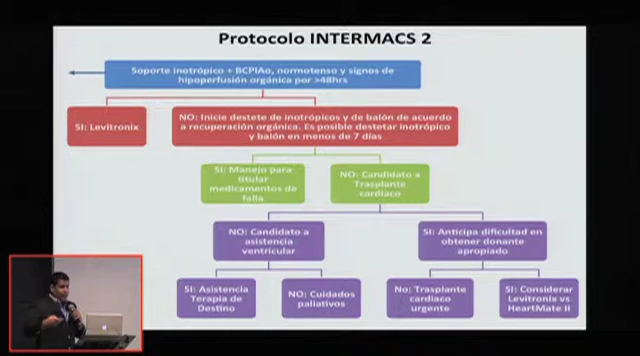 Protocolo INTERMACS 2
Soporte inotrópico + BCPIAo, normotenso y signos de
hipoperfusión orgánica por >48hrs
SI: Levitronix
NO: Inicie destete de inotrópicos y de balón de acuerdo
a recuperación orgánica. Es posible destetar inotrópico
y balón en menos de 7 días
SI: Manejo para
titular
medicamentos de
falla
NO: Candidato a
Trasplante
cardiaco
NO: Candidato a
asistencia
ventricular
SI: Anticipa dificultad en
obtener donante
apropiado
SI: Asistencia
Terapia de
Destino
NO: Cuidados
paliativos
No: Trasplante
cardiaco
urgente
SI: Considerar
Levitronix vs
HeartMate II